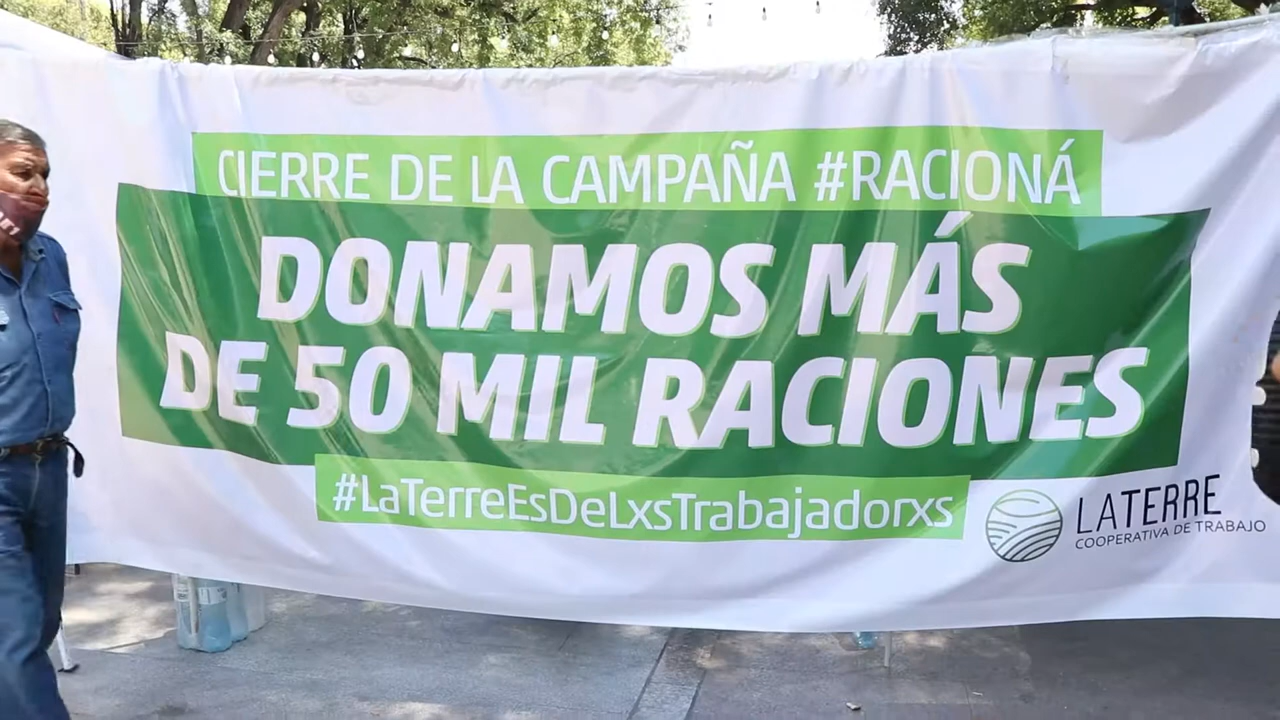 CIERRE DE LA CAMPAÑA #RACIONÁ
DONAMOS MÁS
DE 50 MIL RACIONES
#LaTerreEsDeLxsTrabajadorxs
LATERRE
COOPERATIVA DE TRABAJO